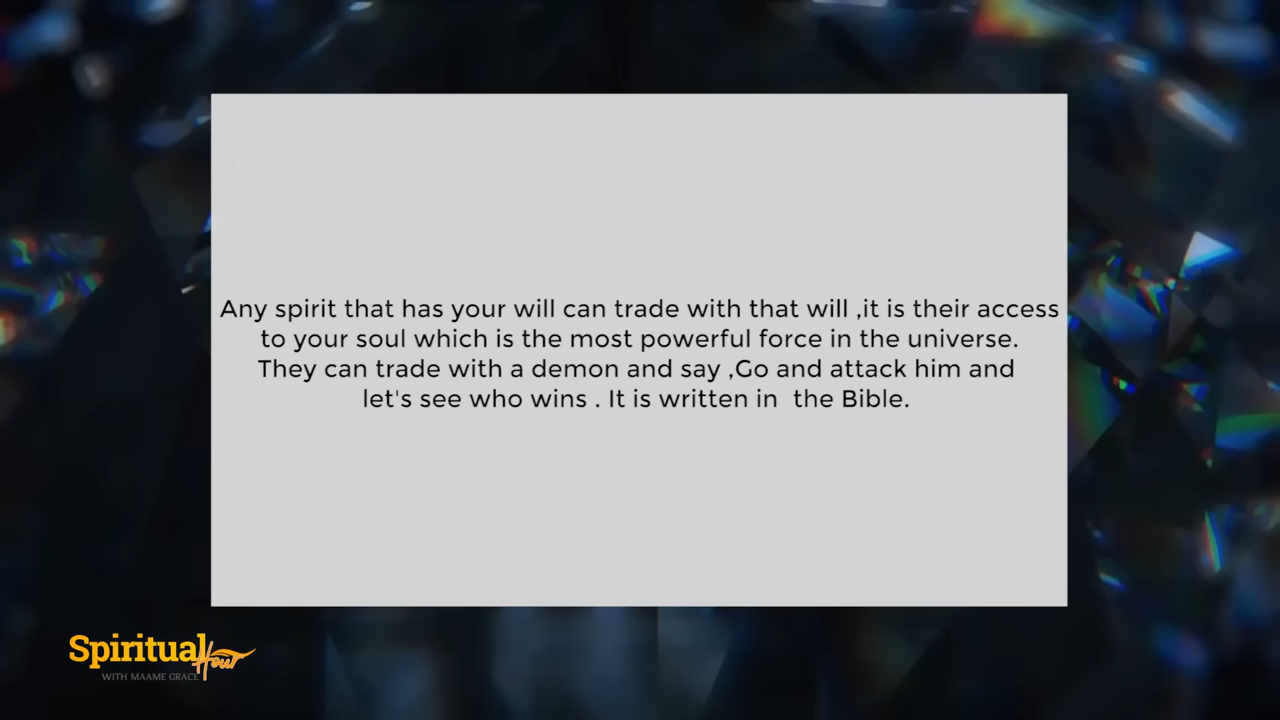 Any spirit that has your will can trade with that will ,it is their access
to your soul which is the most powerful force in the universe.
They can trade with a demon and say ,Go and attack him and
let's see who wins . It is written in  the Bible.
Spiritual
Hour
WITH MAAME GRACE